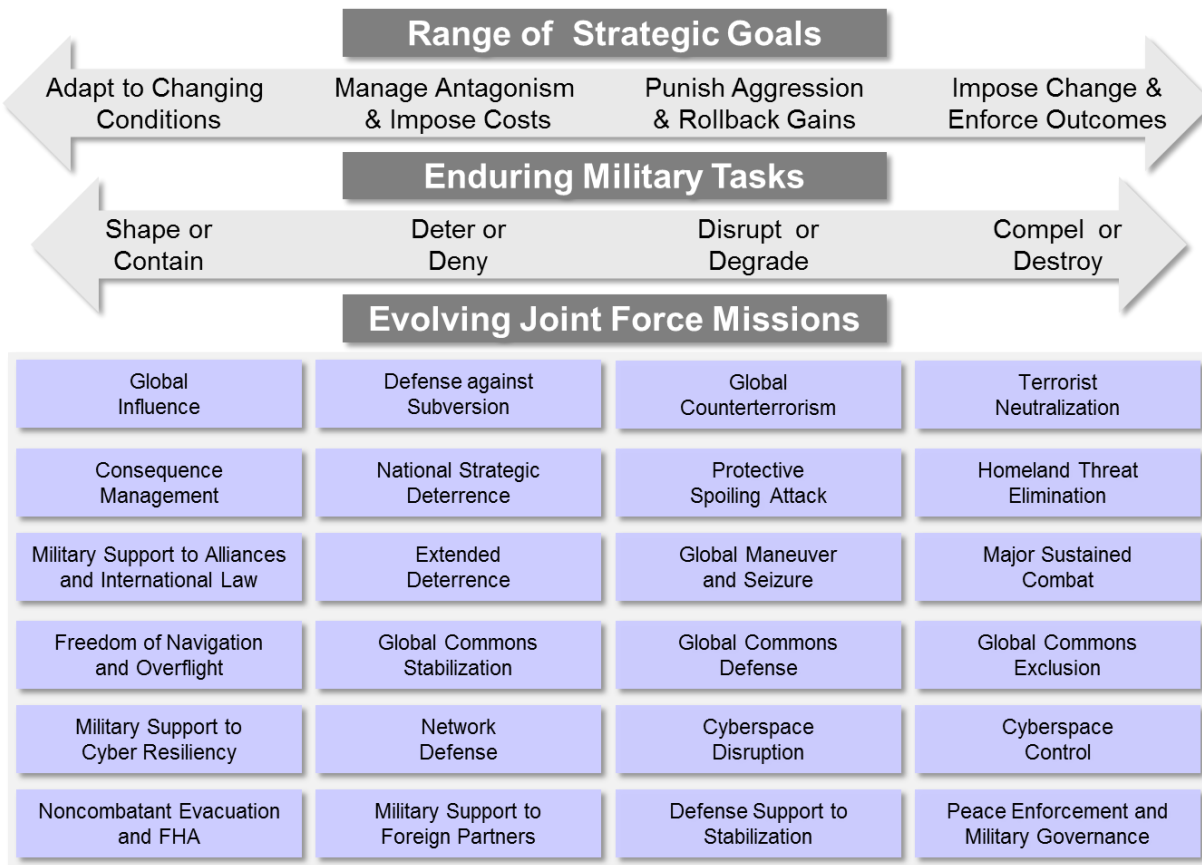 Range of Strategic Goals
Adapt to Changing
Conditions
Manage Antagonism
& Impose Costs
Punish Aggression
& Rollback Gains
Impose Change &
Enforce Outcomes
Enduring Military Tasks
Shape or
Contain
Deter or
Deny
Disrupt or
Degrade
Compel or
Destroy
Evolving Joint Force Missions
Global
Influence
Defense against
Subversion
Global
Counterterrorism
Terrorist
Neutralization
Consequence
Management
National Strategic
Deterrence
Protective
Spoiling Attack
Homeland Threat
Elimination
Military Support to Alliances
and International Law
Extended
Deterrence
Global Maneuver
and Seizure
Major Sustained
Combat
Freedom of Navigation
and Overflight
Global Commons
Stabilization
Global Commons
Defense
Global Commons
Exclusion
Military Support to
Cyber Resiliency
Network
Defense
Cyberspace
Disruption
Cyberspace
Control
Noncombatant Evacuation
and FHA
Military Support to
Foreign Partners
Defense Support to
Stabilization
Peace Enforcement and
Military Governance